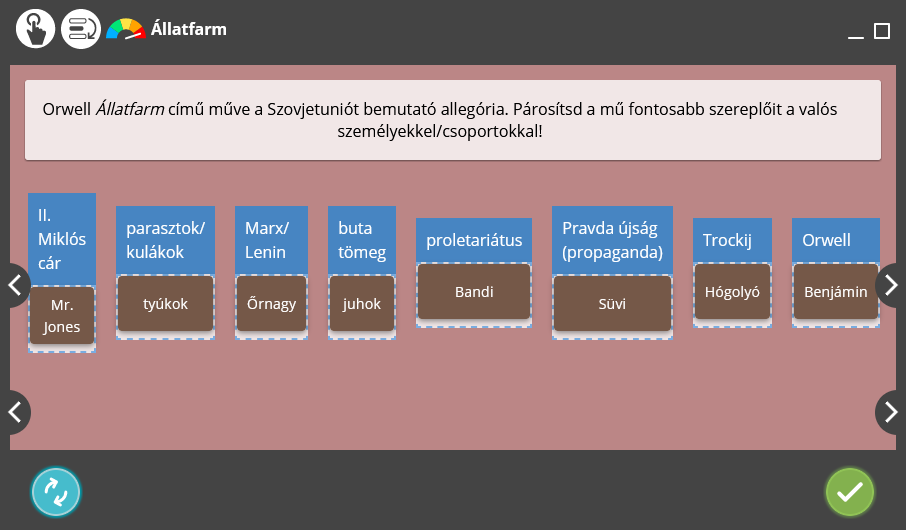 Állatfarm
Orwell Állatfarm című műve a Szovjetuniót bemutató allegória. Párosítsd a mű fontosabb szereplőit a valós
személyekkel/csoportokkal!
II.
Miklós
cár
Mr.
Jones
parasztok/
kulákok
tyúkok
Marx/
Lenin
Őrnagy
buta
tömeg
juhok
proletariátus
Bandi
Pravda újság
(propaganda)
Süvi
Trockij
Hógolyó
Orwell
Benjámin